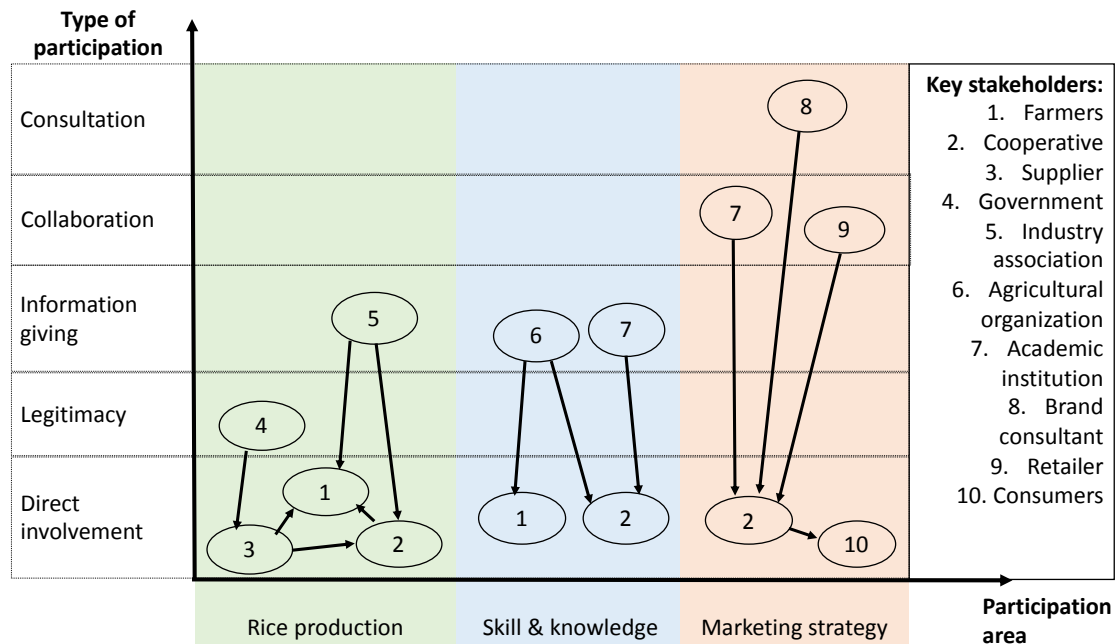 Type of
participation
Consultation
Collaboration
Information
giving
Legitimacy
Direct
involvement
4
5
3
1
2
6
7
1
2
8
7
9
2
10
Key stakeholders:
1. Farmers
2. Cooperative
3. Supplier
4. Government
5. Industry
association
6. Agricultural
organization
7. Academic
institution
8. Brand
consultant
9. Retailer
10. Consumers
Rice production
Skill & knowledge
Marketing strategy
Participation
area